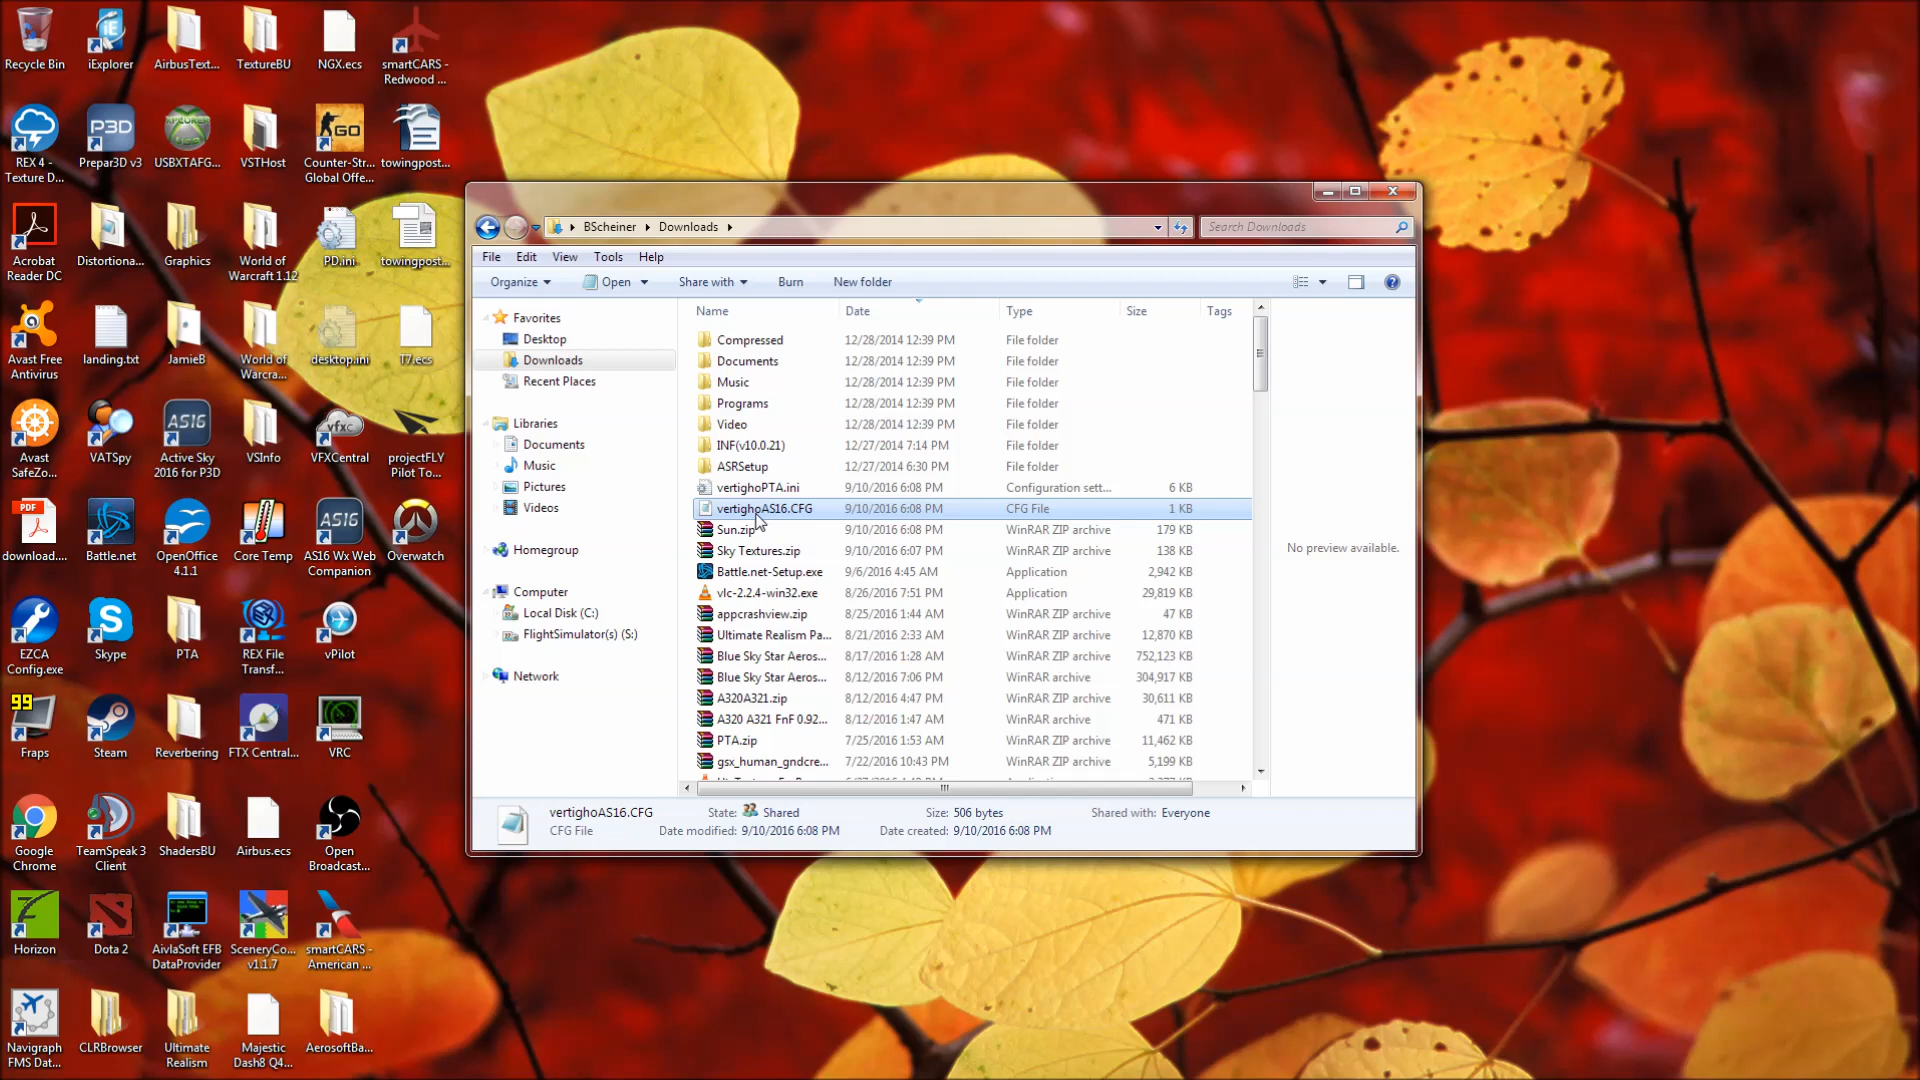 Recycle Bin
iExplorer
AirbusText...
TextureBU
NGX.ecs
smartCARS -
Redwood ...
REX 4 -
Texture D...
P3D
Prepar3D v3
USBXTAFG...
VSTHost
GO
Counter-Str...
Global Offe...
towingpost...
Acrobat
Reader DC
Distortiona...
Graphics
World of
Warcraft 1.12
PD.ini
towingpost...
Avast Free
Antivirus
landing.txt
JamieB
World of
Warcra...
desktop.ini
T7.ecs
Avast
SafeZo...
VATSpy
AS16
Active Sky
2016 for P3D
VSInfo
vfxc
VFXCentral
projectFLY
Pilot To...
PDF
download....
Battle.net
OpenOffice
4.1.1
Core Temp
AS16
AS16 Wx Web
Companion
Overwatch
EZCA
Config.exe
Skype
PTA
REX
REX File
Transf...
vPilot
99
Fraps
Steam
Reverbering
FTX Central...
VRC
Google
Chrome
TeamSpeak 3
Client
ShadersBU
Airbus.ecs
Open
Broadcast...
Horizon
Dota 2
AivlaSoft EFB
DataProvider
SceneryCo...
v1.1.7
smartCARS -
American ...
Navigraph
FMS Dat...
CLRBrowser
Ultimate
Realism
Majestic
Dash8 Q4...
AerosoftBa...
BScheiner
Downloads
Search Downloads
File Edit View Tools Help
Organize Open Share with Burn New folder
Favorites
Desktop
Downloads
Recent Places
Libraries
Documents
Music
Pictures
Videos
Homegroup
Computer
Local Disk (C:)
FlightSimulator(s) (S:)
Network
Name Date Type Size Tags
Compressed 12/28/2014 12:39 PM File folder
Documents 12/28/2014 12:39 PM File folder
Music 12/28/2014 12:39 PM File folder
Programs 12/28/2014 12:39 PM File folder
Video 12/28/2014 12:39 PM File folder
INF(v10.0.21) 12/27/2014 7:14 PM File folder
ASRSetup 12/27/2014 6:30 PM File folder
vertighoPTA.ini 9/10/2016 6:08 PM Configuration sett... 6 KB
vertighoAS16.CFG 9/10/2016 6:08 PM CFG File 1 KB
Sun.zip 9/10/2016 6:08 PM WinRAR ZIP archive 179 KB
Sky Textures.zip 9/10/2016 6:07 PM WinRAR ZIP archive 138 KB
Battle.net-Setup.exe 9/6/2016 4:45 AM Application 2,942 KB
vlc-2.2.4-win32.exe 8/26/2016 7:51 PM Application 29,819 KB
appcrashview.zip 8/25/2016 1:44 AM WinRAR ZIP archive 47 KB
Ultimate Realism Pa... 8/21/2016 2:33 AM WinRAR ZIP archive 12,870 KB
Blue Sky Star Aeros... 8/17/2016 1:28 AM WinRAR ZIP archive 752,123 KB
Blue Sky Star Aeros... 8/12/2016 7:06 PM WinRAR archive 304,917 KB
A320A321.zip 8/12/2016 4:47 PM WinRAR ZIP archive 30,611 KB
A320 A321 FnF 0.92... 8/12/2016 1:47 AM WinRAR archive 471 KB
PTA.zip 7/25/2016 1:53 AM WinRAR ZIP archive 11,462 KB
gsx_human_gndcre... 7/22/2016 10:43 PM WinRAR ZIP archive 5,199 KB
No preview available.
vertighoAS16.CFG State: Shared Size: 506 bytes Shared with: Everyone
CFG File Date modified: 9/10/2016 6:08 PM Date created: 9/10/2016 6:08 PM